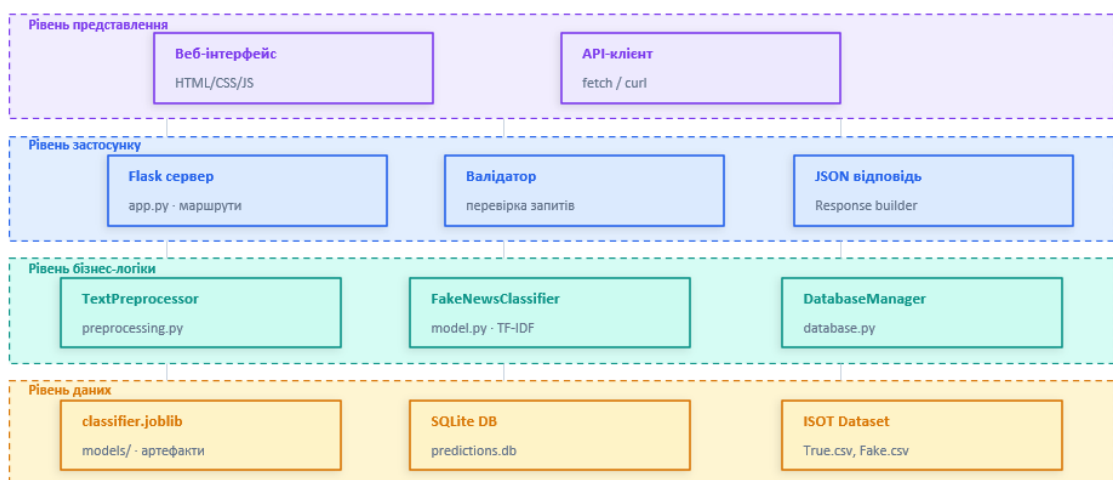 Рівень представлення
Веб-інтерфейс
HTML/CSS/JS
API-клієнт
fetch / curl
Рівень застосунку
Flask сервер
app.py · маршрути
Валідатор
перевірка запитів
JSON відповідь
Response builder
Рівень бізнес-логіки
TextPreprocessor
preprocessing.py
FakeNewsClassifier
model.py · TF-IDF
DatabaseManager
database.py
Рівень даних
classifier.joblib
models/ · артефакти
SQLite DB
predictions.db
ISOT Dataset
True.csv, Fake.csv